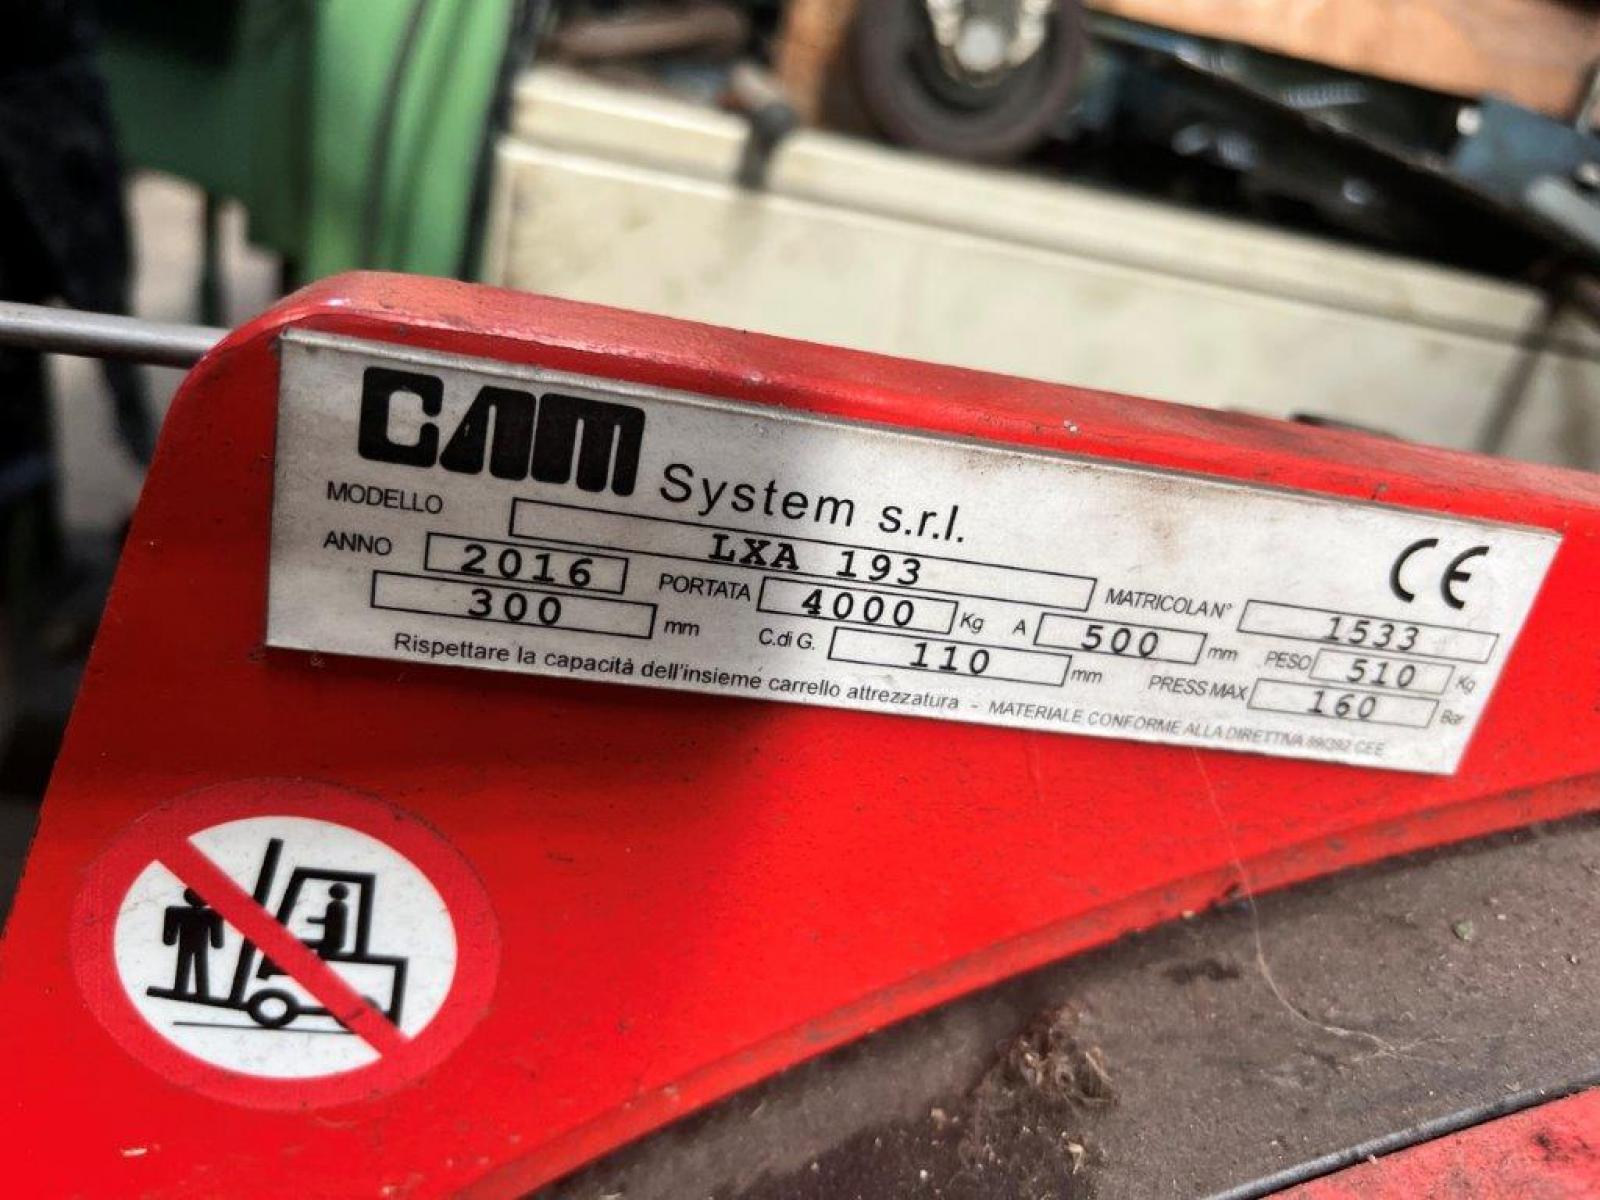 CAM System s.r.l.
MODELLO LXA 193 MATRICOLA N° 1533
ANNO 2016 PORTATA 4000 Kg A 500 mm PESO 510 Kg
300 mm C.di G. 110 mm PRESS MAX 160 Bar
Rispettare la capacità dell'insieme carrello attrezzatura - MATERIALE CONFORME ALLA DIRETTIVA 89/392 CEE
CE